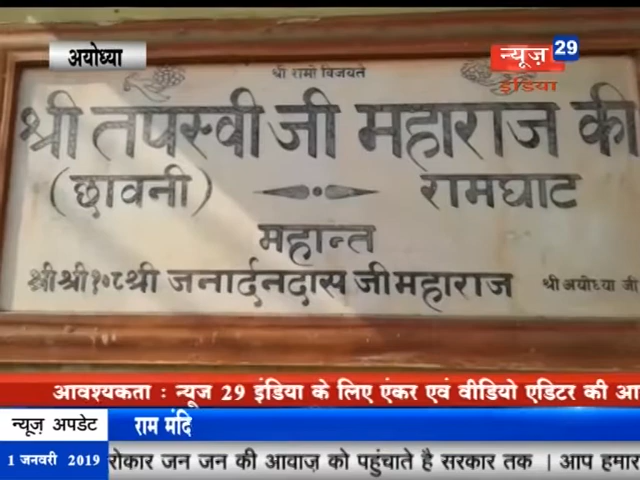 अयोध्या
न्यूज़ 29
इंडिया
श्री रामो विजयते
श्री तपस्वी जी महाराज की
(छावनी) रामघाट
महान्त
श्री श्री १०८ श्री जनार्दनदास जी महाराज श्री अयोध्या जी
आवश्यकता : न्यूज 29 इंडिया के लिए एंकर एवं वीडियो एडिटर की आ
न्यूज़ अपडेट राम मंदि
1 जनवरी 2019 रोकार जन जन की आवाज़ को पहुंचाते है सरकार तक | आप हमार